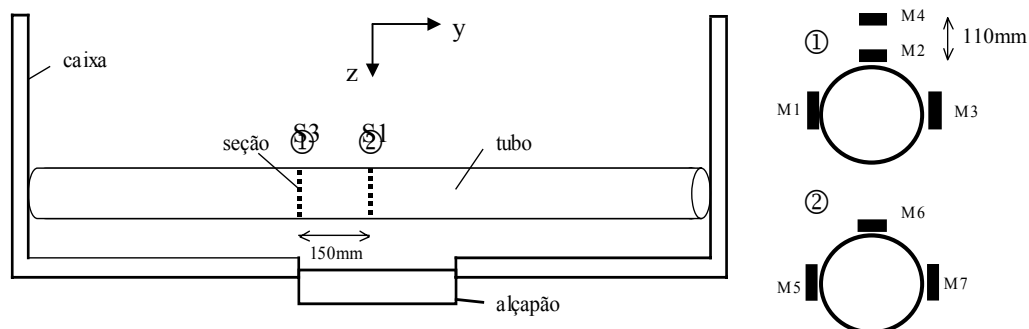 caixa
y
z
S3
①
S1
②
seção
tubo
150mm
alçapão
①
M4
M2
110mm
M1
M3
②
M6
M5
M7